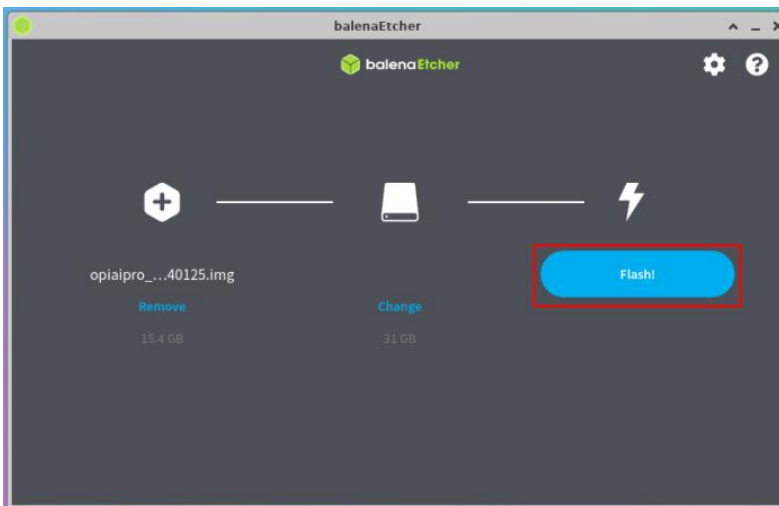 balenaEtcher
balenaEtcher
opiaipro_...40125.img
Flash!
Remove
Change
15.4 GB
31 GB